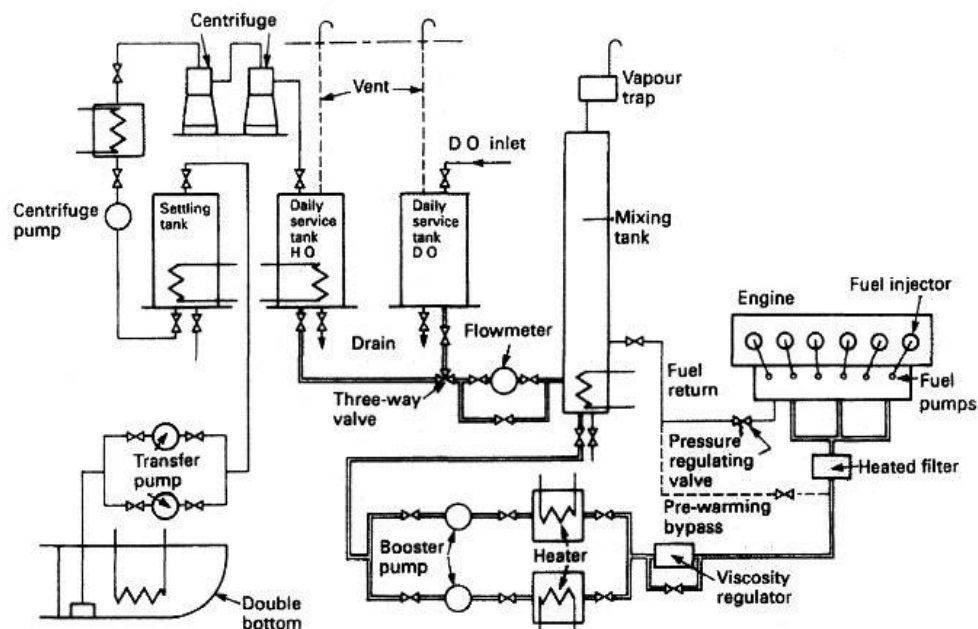 Centrifuge
Vent
Vapour
trap
D O inlet
Centrifuge
pump
Settling
tank
Daily
service
tank
H O
Daily
service
tank
D O
Mixing
tank
Engine
Fuel injector
Flowmeter
Drain
Three-way
valve
Fuel
return
Fuel
pumps
Pressure
regulating
valve
Heated filter
Transfer
pump
Pre-warming
bypass
Booster
pump
Heater
Viscosity
regulator
Double
bottom